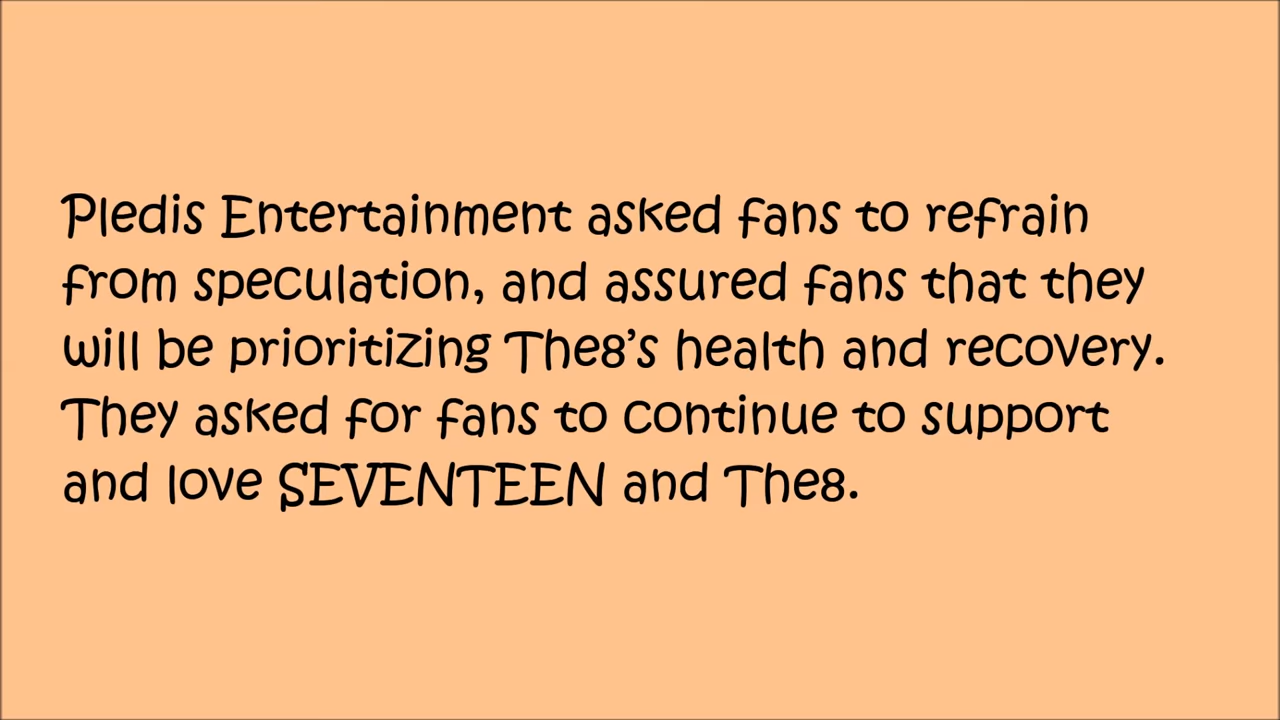 Pledis Entertainment asked fans to refrain
from speculation, and assured fans that they
will be prioritizing The8’s health and recovery.
They asked for fans to continue to support
and love SEVENTEEN and The8.